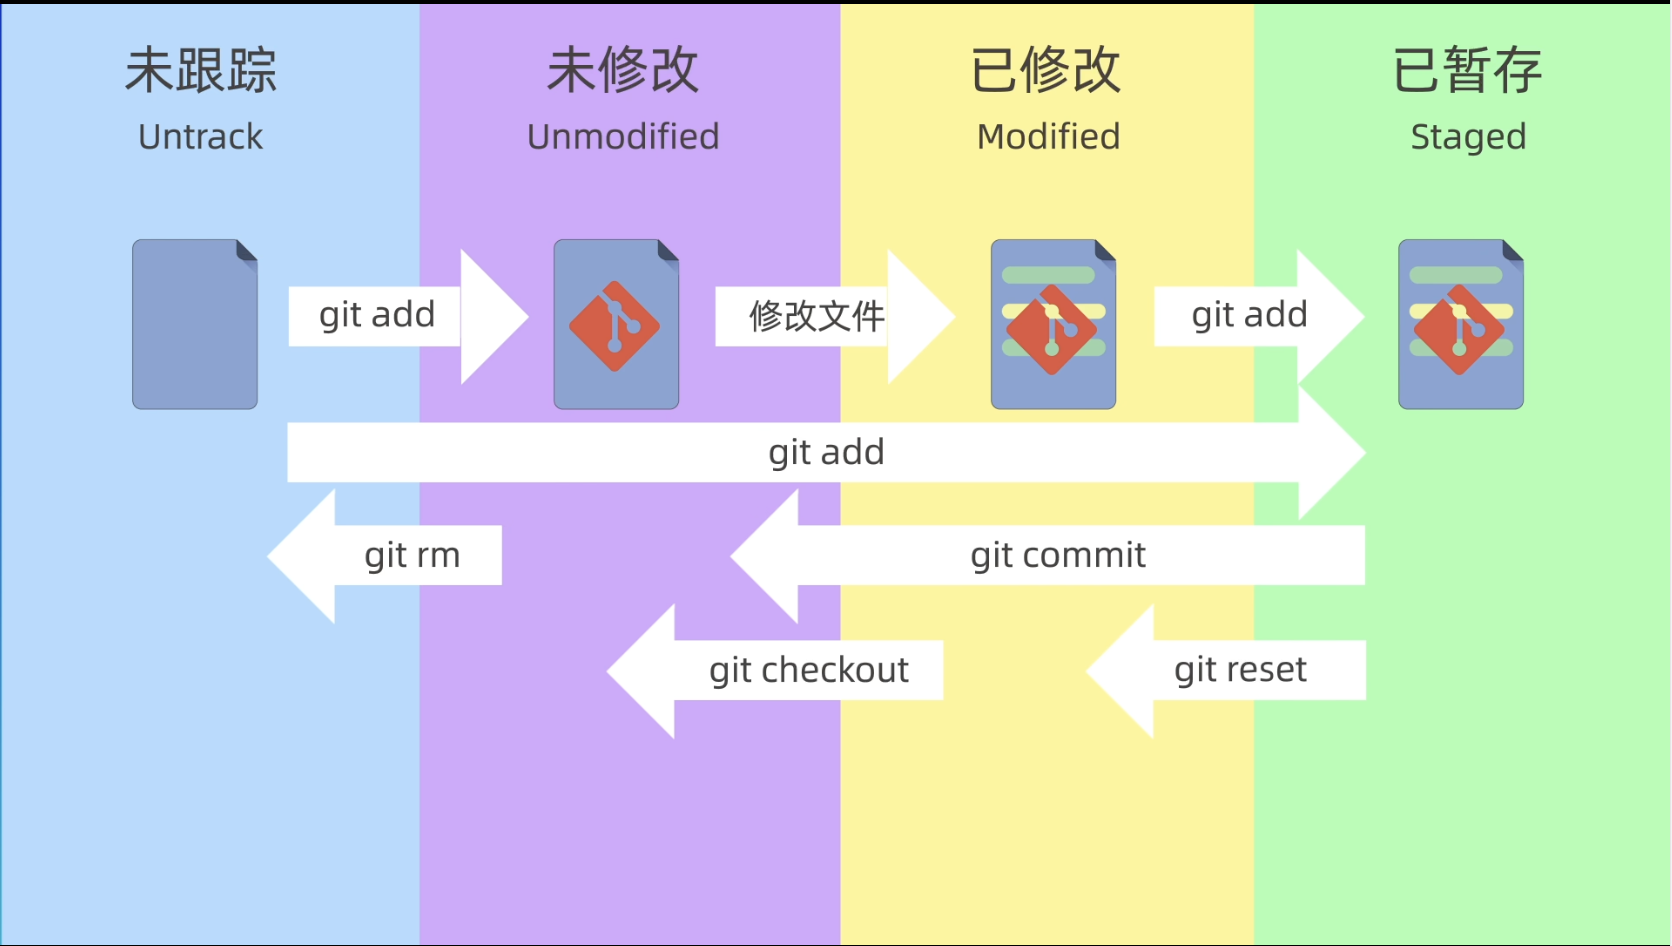 未跟踪
Untrack
未修改
Unmodified
已修改
Modified
已暂存
Staged
git add
修改文件
git add
git add
git rm
git commit
git checkout
git reset